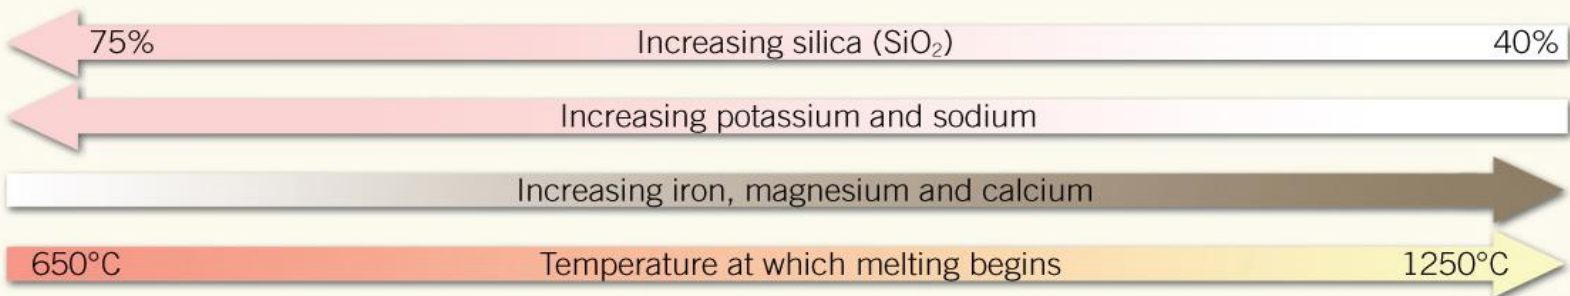 75% Increasing silica (SiO₂) 40%
Increasing potassium and sodium
Increasing iron, magnesium and calcium
650°C Temperature at which melting begins 1250°C